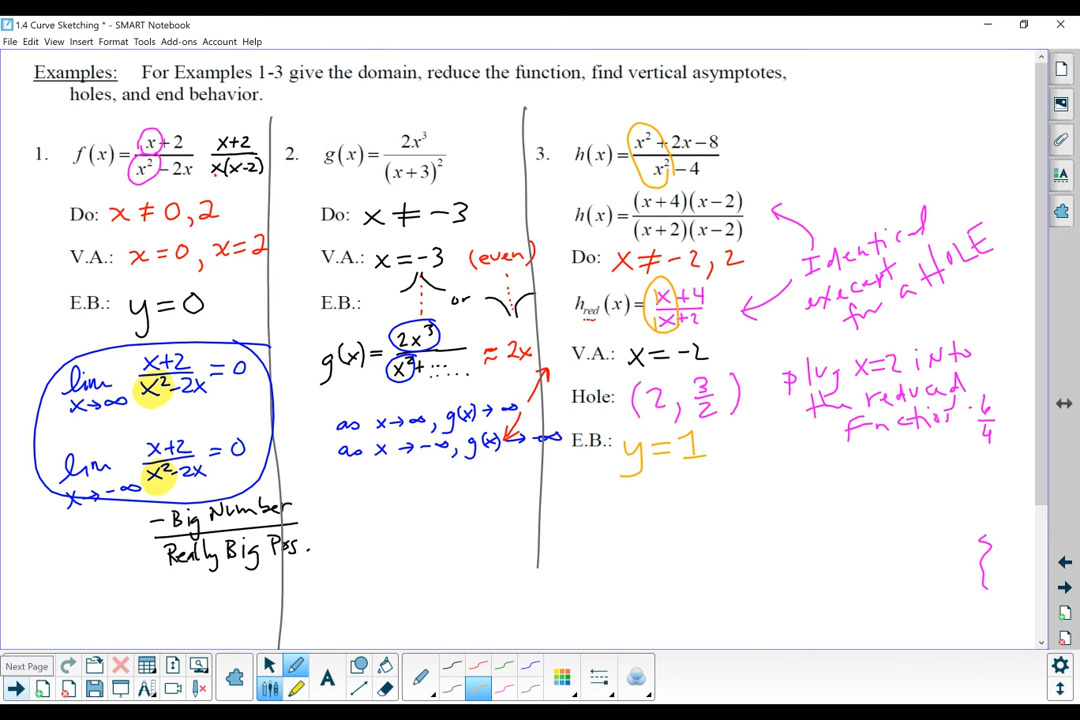 1.4 Curve Sketching * - SMART Notebook
File Edit View Insert Format Tools Add-ons Account Help
Examples: For Examples 1-3 give the domain, reduce the function, find vertical asymptotes,
holes, and end behavior.
1. f(x) = (x+2)/(x²−2x) (x+2)/(x(x-2))
Do: x ≠ 0, 2
V.A.: x = 0, x = 2
E.B.: y = 0
lim x→∞ (x+2)/(x²-2x) = 0
lim x→-∞ (x+2)/(x²-2x) = 0
- Big Number
Really Big Pos.
2. g(x) = 2x³/(x+3)²
Do: x ≠ -3
V.A.: x = -3 (even)
E.B.: or
g(x) = 2x³/(x²+ ......) ≈ 2x
as x→∞, g(x)→∞
as x→-∞, g(x)→-∞
3. h(x) = (x²+2x−8)/(x²−4)
h(x) = ((x+4)(x−2))/((x+2)(x−2))
Do: x ≠ -2, 2
h red (x) = (x+4)/(x+2)
V.A.: x = -2
Hole: (2, 3/2)
E.B.: y = 1
Identical
except
for a HOLE
plug x=2 into
the reduced
function. 6/4
{
Next Page
A